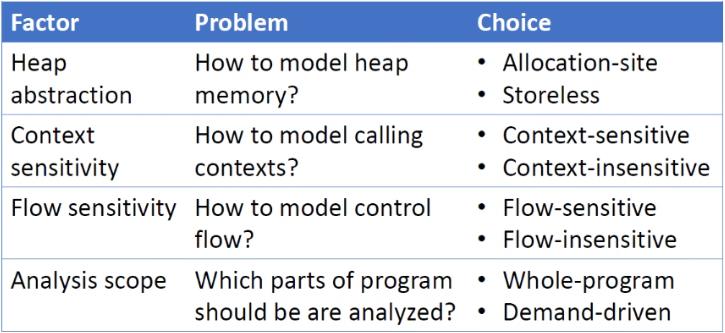 Factor Problem Choice
Heap abstraction How to model heap memory? • Allocation-site • Storeless
Context sensitivity How to model calling contexts? • Context-sensitive • Context-insensitive
Flow sensitivity How to model control flow? • Flow-sensitive • Flow-insensitive
Analysis scope Which parts of program should be are analyzed? • Whole-program • Demand-driven